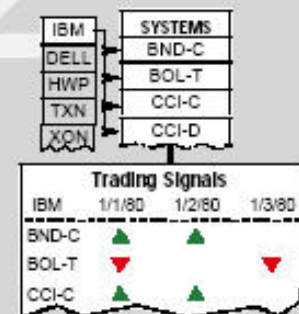 IBM
DELL
HWP
TXN
XON
SYSTEMS
BND-C
BOL-T
CCI-C
CCI-D
Trading Signals
IBM 1/1/80 1/2/80 1/3/80
BND-C
BOL-T
CCI-C